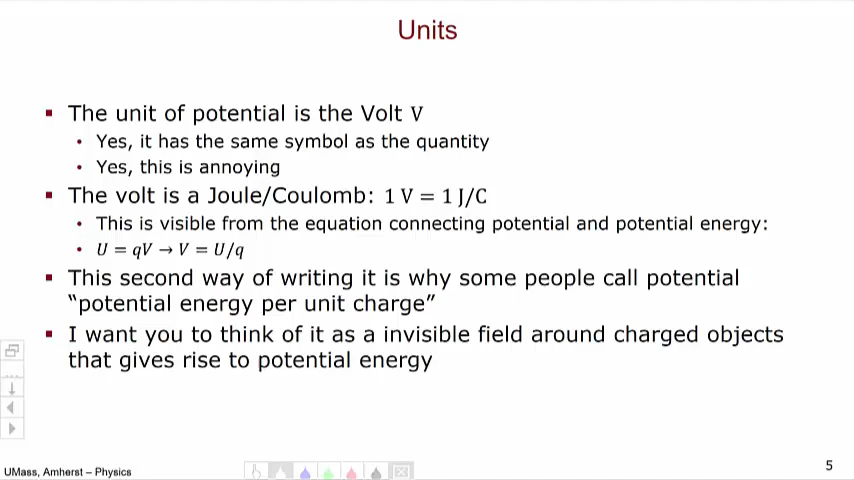 Units
▪ The unit of potential is the Volt V
• Yes, it has the same symbol as the quantity
• Yes, this is annoying
▪ The volt is a Joule/Coulomb: 1 V = 1 J/C
• This is visible from the equation connecting potential and potential energy:
• U = qV → V = U/q
▪ This second way of writing it is why some people call potential
“potential energy per unit charge”
▪ I want you to think of it as a invisible field around charged objects
that gives rise to potential energy
UMass, Amherst – Physics
5